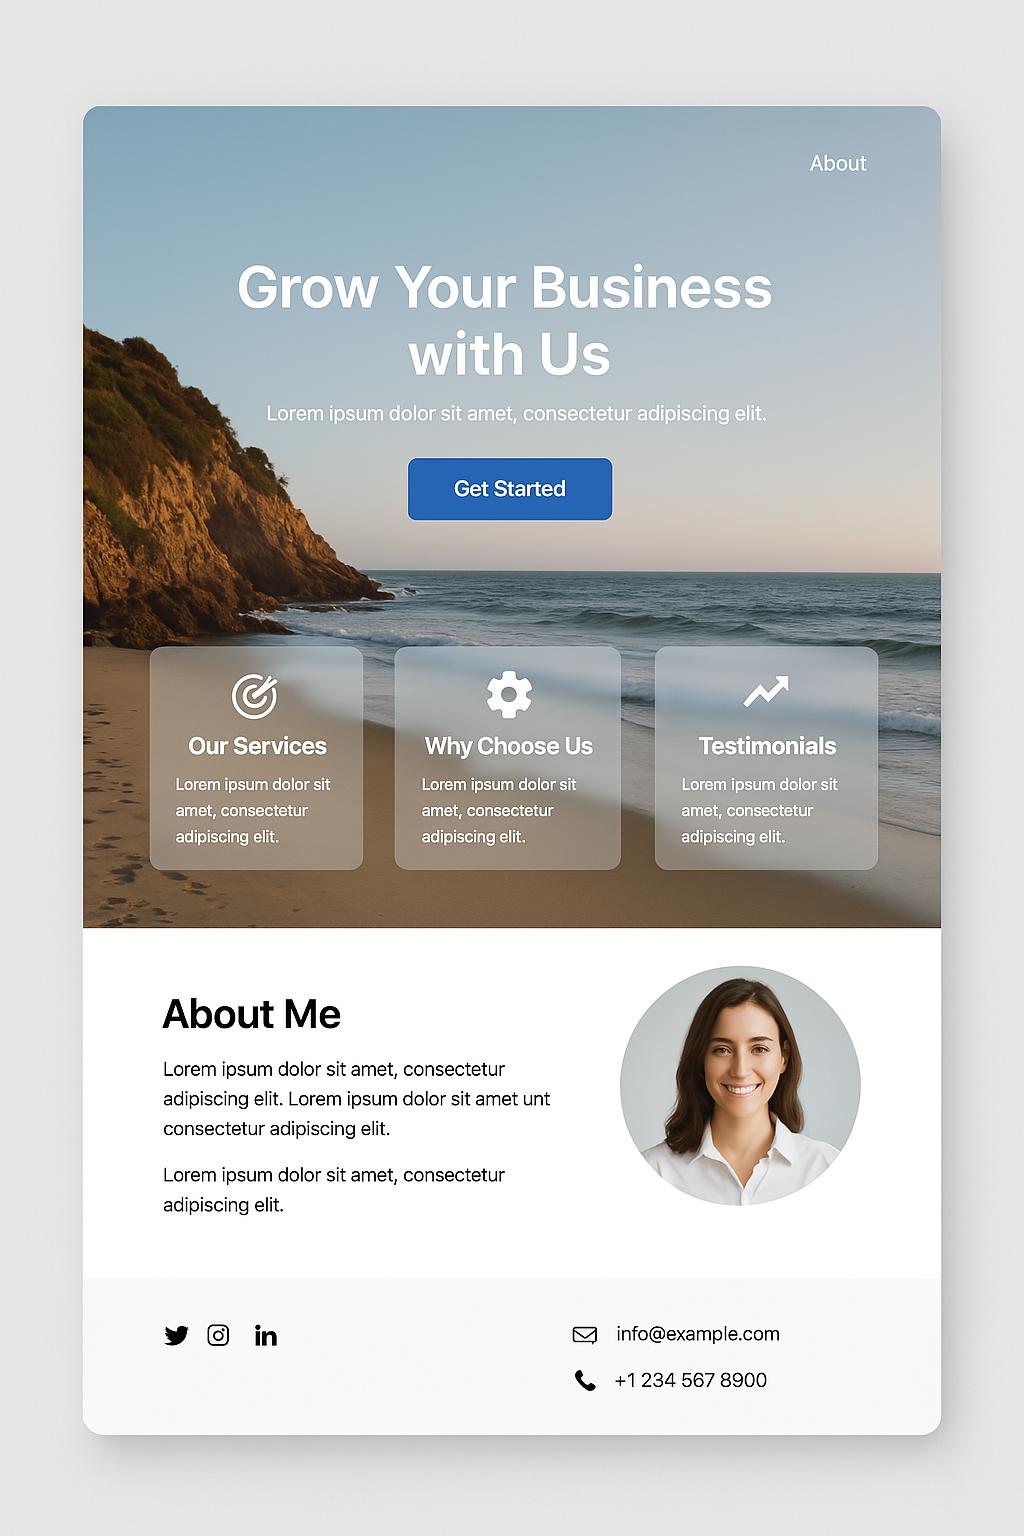 About
Grow Your Business
with Us
Lorem ipsum dolor sit amet, consectetur adipiscing elit.
Get Started
Our Services
Lorem ipsum dolor sit
amet, consectetur
adipiscing elit.
Why Choose Us
Lorem ipsum dolor sit
amet, consectetur
adipiscing elit.
Testimonials
Lorem ipsum dolor sit
amet, consectetur
adipiscing elit.
About Me
Lorem ipsum dolor sit amet, consectetur
adipiscing elit. Lorem ipsum dolor sit amet unt
consectetur adipiscing elit.
Lorem ipsum dolor sit amet, consectetur
adipiscing elit.
in
info@example.com
+1 234 567 8900